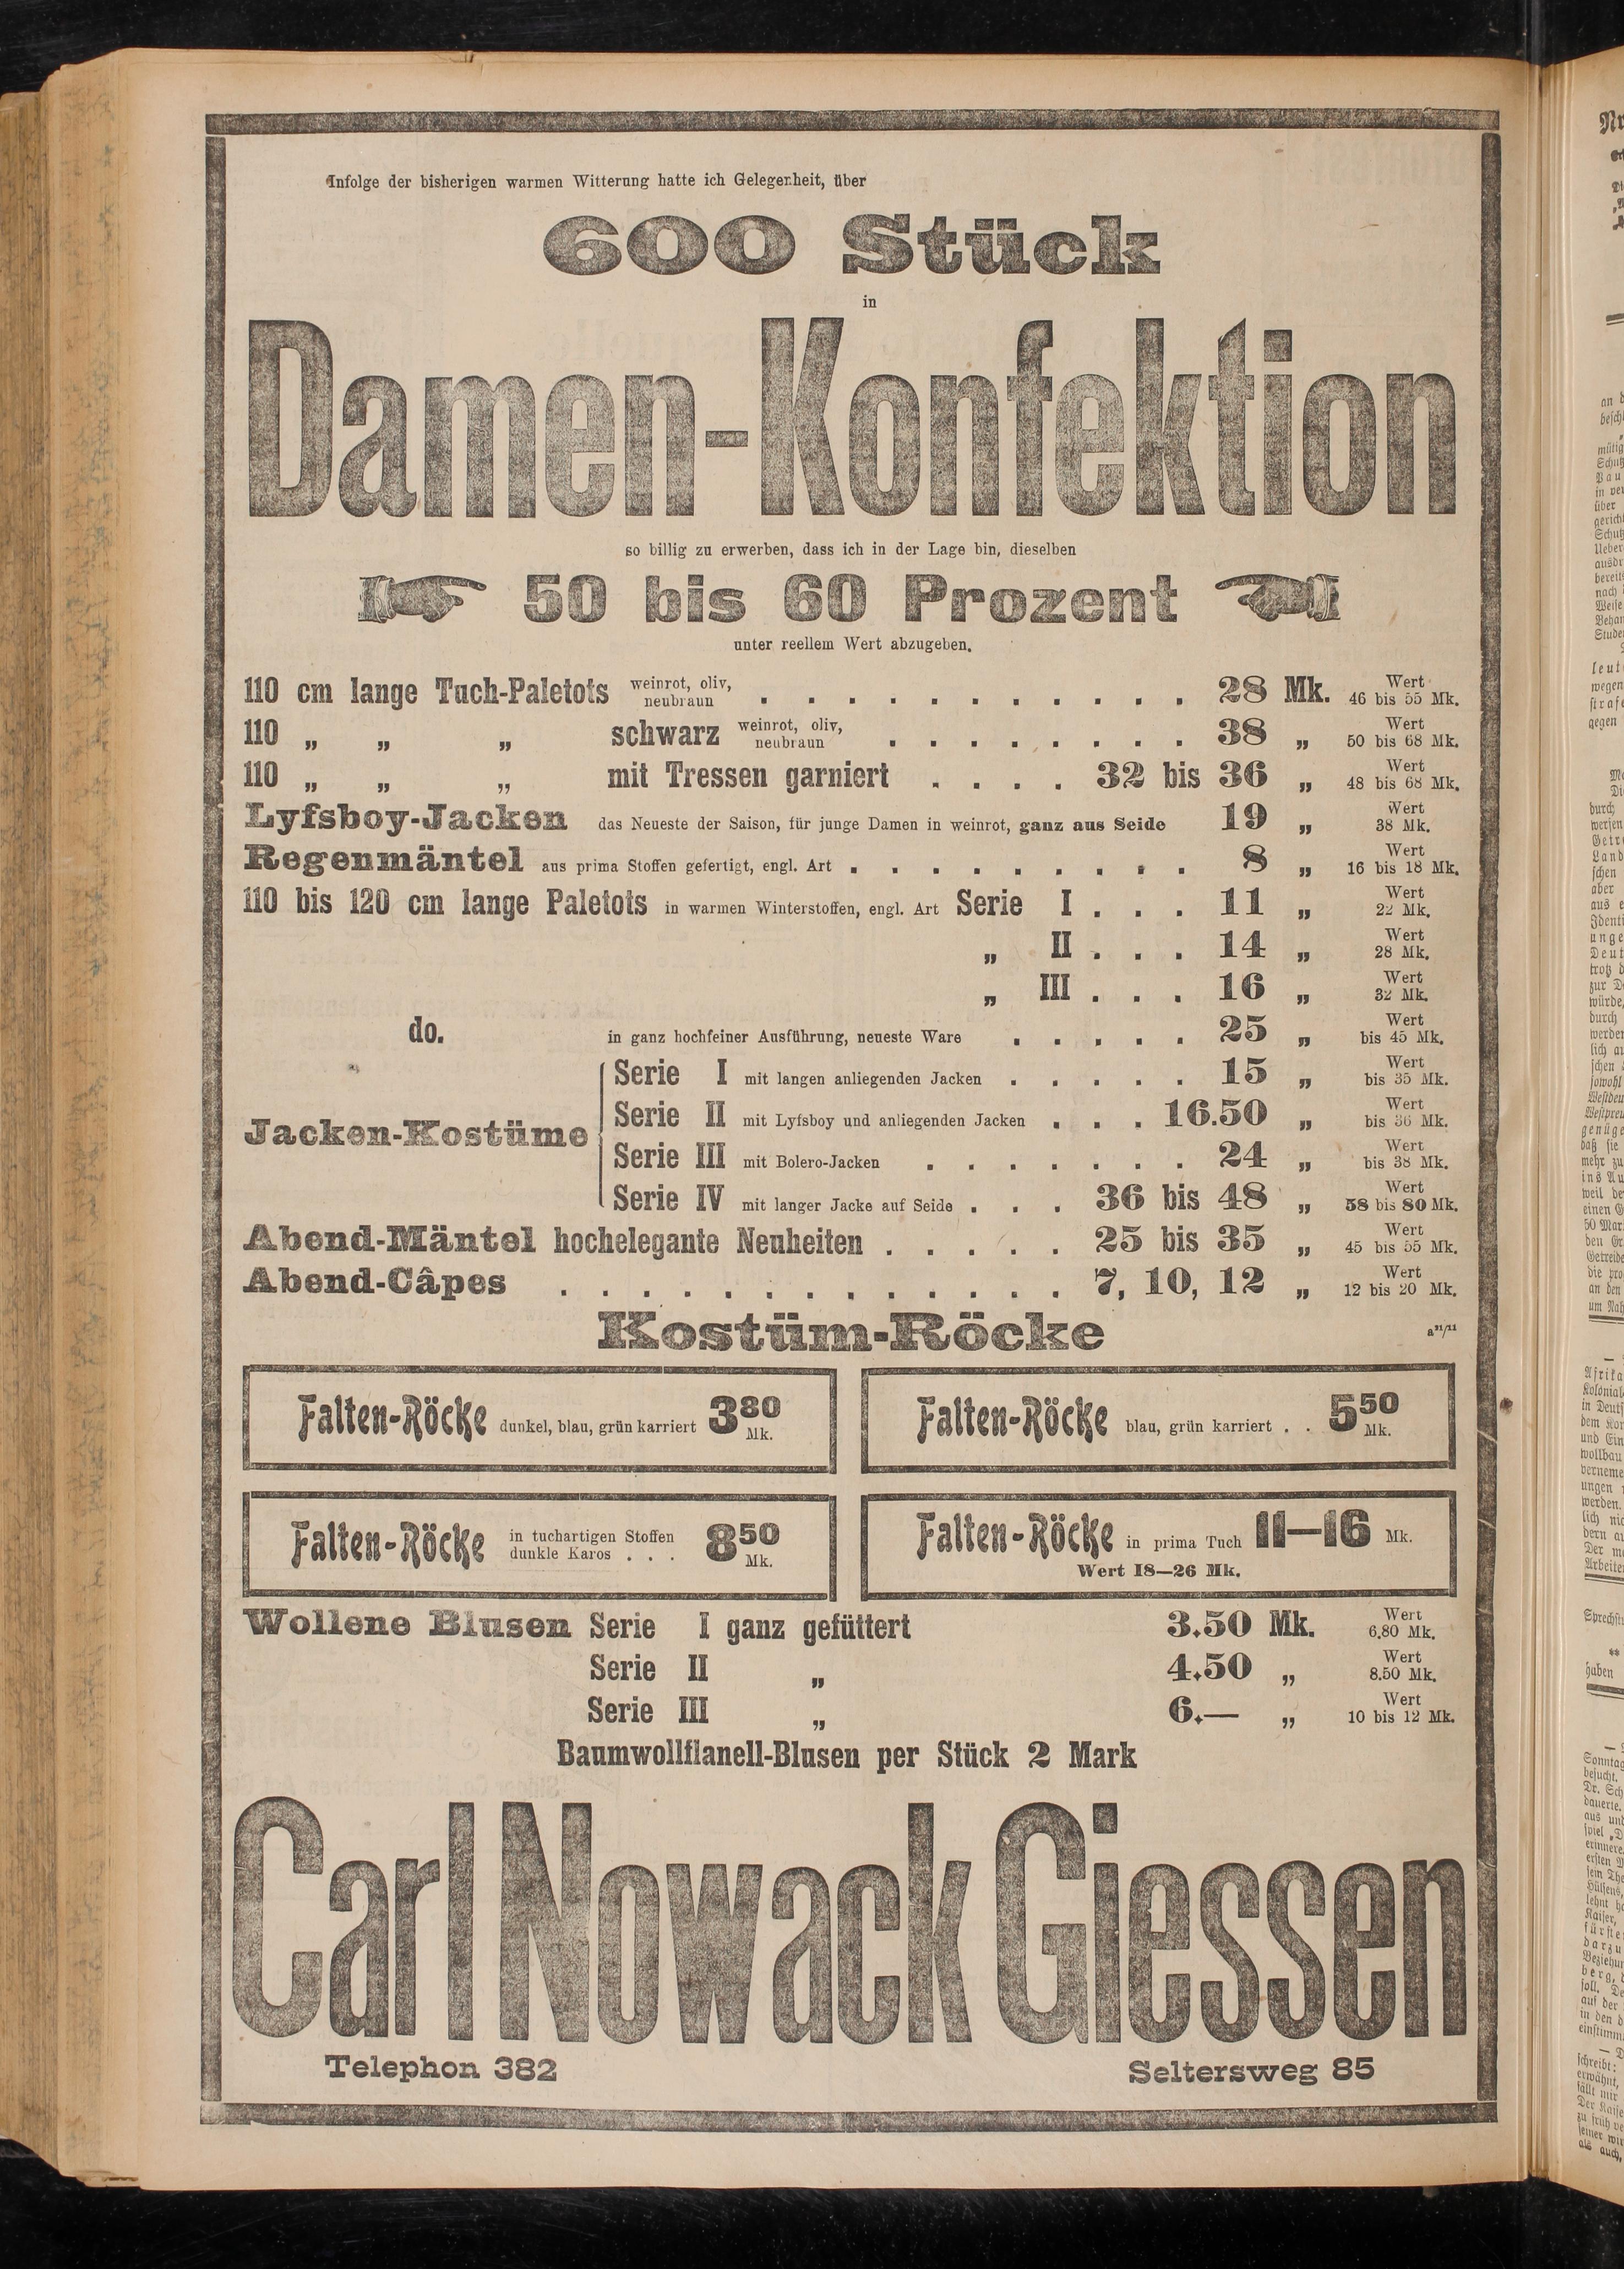 Infolge der bisherigen warmen Witterung hatte ich Gelegenheit, über
600 Stück
in
Damen-Konfektion
so billig zu erwerben, dass ich in der Lage bin, dieselben
50 bis 60 Prozent
unter reellem Wert abzugeben.
110 cm lange Tuch-Paletots weinrot, oliv, neubraun . . . . . . . . . . . 28 Mk. Wert 46 bis 55 Mk.
110 „ „ „ schwarz weinrot, oliv, neubraun . . . . . . . . 38 „ Wert 50 bis 68 Mk.
110 „ „ „ mit Tressen garniert . . . . 32 bis 36 „ Wert 48 bis 68 Mk.
Lyfsboy-Jacken das Neueste der Saison, für junge Damen in weinrot, ganz aus Seide 19 „ Wert 38 Mk.
Regenmäntel aus prima Stoffen gefertigt, engl. Art . . . . . . . . . 8 „ Wert 16 bis 18 Mk.
110 bis 120 cm lange Paletots in warmen Winterstoffen, engl. Art Serie I . . . 11 „ Wert 22 Mk.
„ II . . . 14 „ Wert 28 Mk.
„ III . . . 16 „ Wert 32 Mk.
do. in ganz hochfeiner Ausführung, neueste Ware . . . . . 25 „ Wert bis 45 Mk.
Jacken-Kostüme
Serie I mit langen anliegenden Jacken . . . . . 15 „ Wert bis 35 Mk.
Serie II mit Lyfsboy und anliegenden Jacken . . . 16.50 „ Wert bis 36 Mk.
Serie III mit Bolero-Jacken . . . . . . . 24 „ Wert bis 38 Mk.
Serie IV mit langer Jacke auf Seide . . . 36 bis 48 „ Wert 58 bis 80 Mk.
Abend-Mäntel hochelegante Neuheiten . . . . . 25 bis 35 „ Wert 45 bis 55 Mk.
Abend-Câpes . . . . . . . . . . . . . 7, 10, 12 „ Wert 12 bis 20 Mk.
Kostüm-Röcke
Falten-Röcke dunkel, blau, grün karriert 3 80 Mk.
Falten-Röcke blau, grün karriert . . 5 50 Mk.
Falten-Röcke in tuchartigen Stoffen dunkle Karos . . . 8 50 Mk.
Falten-Röcke in prima Tuch 11—16 Mk.
Wert 18—26 Mk.
Wollene Blusen Serie I ganz gefüttert 3.50 Mk. Wert 6.80 Mk.
Serie II „ 4.50 „ Wert 8.50 Mk.
Serie III „ 6.— „ Wert 10 bis 12 Mk.
Baumwollflanell-Blusen per Stück 2 Mark
Carl Nowack Giessen
Telephon 382
Seltersweg 85